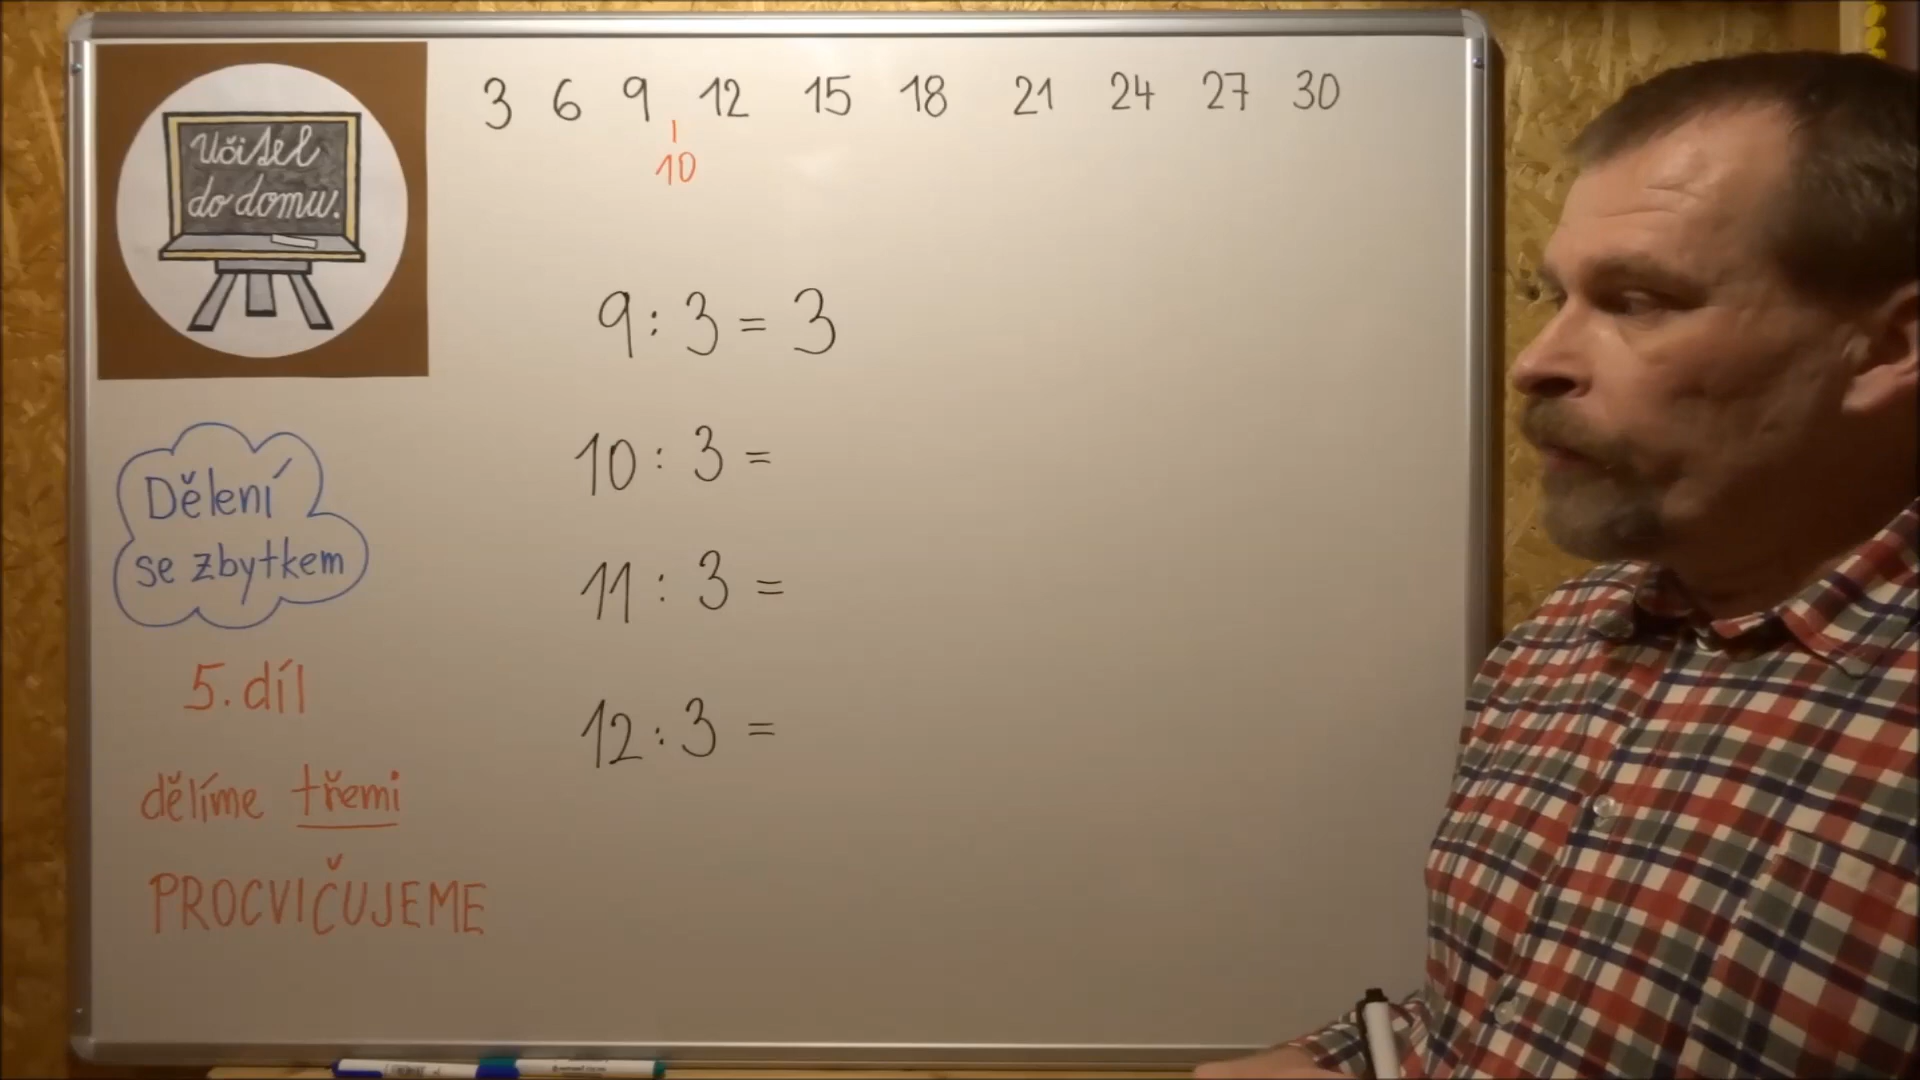 Učitel
do domu.
3 6 9 12 15 18 21 24 27 30
10
9 : 3 = 3
10 : 3 =
11 : 3 =
12 : 3 =
Dělení
se zbytkem
5. díl
dělíme třemi
PROCVIČUJEME